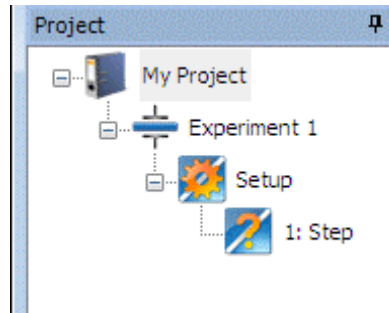 Project
My Project
Experiment 1
Setup
1: Step